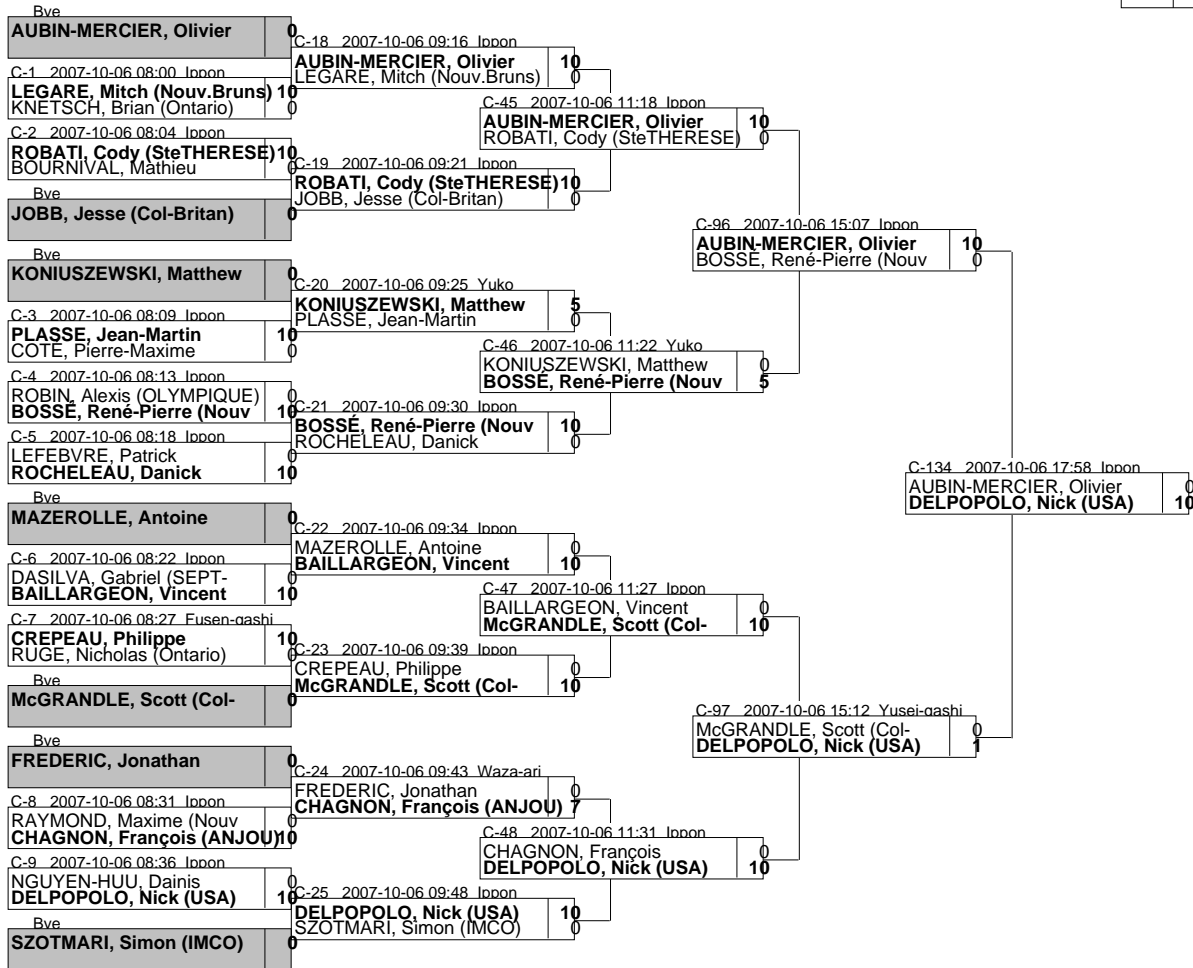 Bye
AUBIN-MERCIER, Olivier 0
C-1 2007-10-06 08:00 Ippon
LEGARE, Mitch (Nouv.Bruns) 10
KNETSCH, Brian (Ontario) 0
C-2 2007-10-06 08:04 Ippon
ROBATI, Cody (SteTHERESE) 10
BOURNIVAL, Mathieu 0
Bye
JOBB, Jesse (Col-Britan) 0
Bye
KONIUSZEWSKI, Matthew 0
C-3 2007-10-06 08:09 Ippon
PLASSE, Jean-Martin 10
COTÉ, Pierre-Maxime 0
C-4 2007-10-06 08:13 Ippon
ROBIN, Alexis (OLYMPIQUE) 0
BOSSÉ, René-Pierre (Nouv 10
C-5 2007-10-06 08:18 Ippon
LEFEBVRE, Patrick 0
ROCHELEAU, Danick 10
Bye
MAZEROLLE, Antoine 0
C-6 2007-10-06 08:22 Ippon
DASILVA, Gabriel (SEPT- 0
BAILLARGEON, Vincent 10
C-7 2007-10-06 08:27 Fusen-gashi
CREPEAU, Philippe 10
RUGE, Nicholas (Ontario) 0
Bye
McGRANDLE, Scott (Col- 0
Bye
FREDERIC, Jonathan 0
C-8 2007-10-06 08:31 Ippon
RAYMOND, Maxime (Nouv 0
CHAGNON, François (ANJOU) 10
C-9 2007-10-06 08:36 Ippon
NGUYEN-HUU, Dainis 0
DELPOPOLO, Nick (USA) 10
Bye
SZOTMARI, Simon (IMCO) 0
C-18 2007-10-06 09:16 Ippon
AUBIN-MERCIER, Olivier 10
LEGARE, Mitch (Nouv.Bruns) 0
C-19 2007-10-06 09:21 Ippon
ROBATI, Cody (SteTHERESE) 10
JOBB, Jesse (Col-Britan) 0
C-20 2007-10-06 09:25 Yuko
KONIUSZEWSKI, Matthew 5
PLASSE, Jean-Martin 0
C-21 2007-10-06 09:30 Ippon
BOSSÉ, René-Pierre (Nouv 10
ROCHELEAU, Danick 0
C-22 2007-10-06 09:34 Ippon
MAZEROLLE, Antoine 0
BAILLARGEON, Vincent 10
C-23 2007-10-06 09:39 Ippon
CREPEAU, Philippe 0
McGRANDLE, Scott (Col- 10
C-24 2007-10-06 09:43 Waza-ari
FREDERIC, Jonathan 0
CHAGNON, François (ANJOU) 7
C-25 2007-10-06 09:48 Ippon
DELPOPOLO, Nick (USA) 10
SZOTMARI, Simon (IMCO) 0
C-45 2007-10-06 11:18 Ippon
AUBIN-MERCIER, Olivier 10
ROBATI, Cody (SteTHERESE) 0
C-46 2007-10-06 11:22 Yuko
KONIUSZEWSKI, Matthew 0
BOSSÉ, René-Pierre (Nouv 5
C-47 2007-10-06 11:27 Ippon
BAILLARGEON, Vincent 0
McGRANDLE, Scott (Col- 10
C-48 2007-10-06 11:31 Ippon
CHAGNON, François 0
DELPOPOLO, Nick (USA) 10
C-96 2007-10-06 15:07 Ippon
AUBIN-MERCIER, Olivier 10
BOSSÉ, René-Pierre (Nouv 0
C-97 2007-10-06 15:12 Yusei-gashi
McGRANDLE, Scott (Col- 0
DELPOPOLO, Nick (USA) 1
C-134 2007-10-06 17:58 Ippon
AUBIN-MERCIER, Olivier 0
DELPOPOLO, Nick (USA) 10